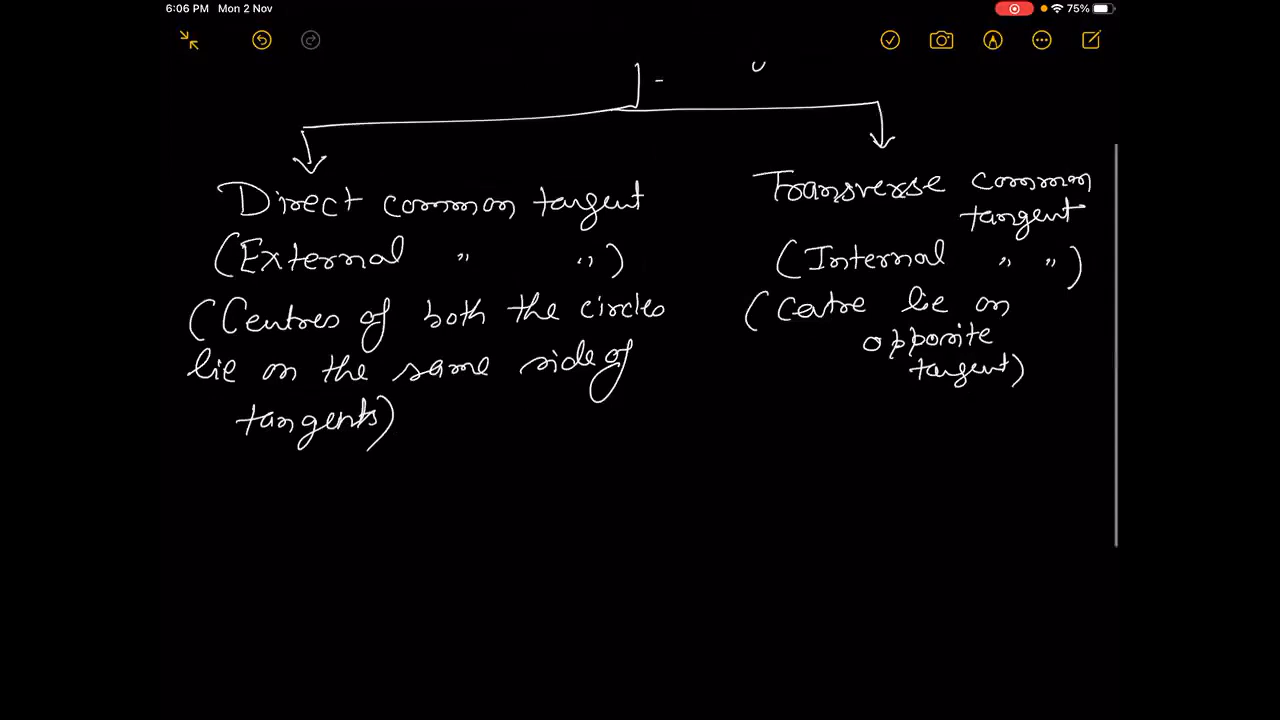 6:06 PM Mon 2 Nov
75%
Direct common tangent
(External " " )
(Centres of both the circles
lie on the same side of
tangents)
Transverse common
tangent
(Internal " " )
(Centre lie on
opposite
tangent)